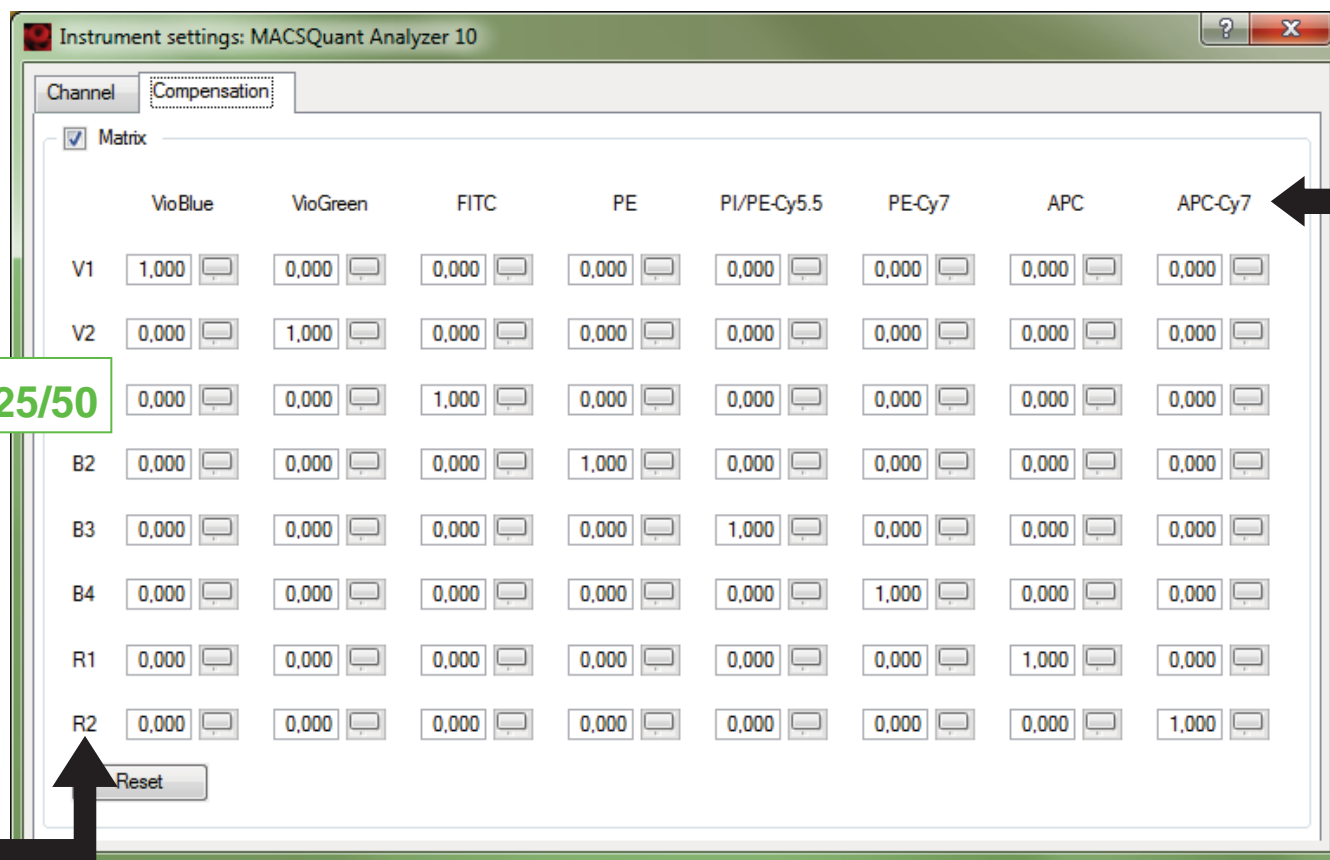 Instrument settings: MACSQuant Analyzer 10
Channel Compensation
Matrix
VioBlue VioGreen FITC PE PI/PE-Cy5.5 PE-Cy7 APC APC-Cy7
V1 1,000 0,000 0,000 0,000 0,000 0,000 0,000 0,000
V2 0,000 1,000 0,000 0,000 0,000 0,000 0,000 0,000
25/50 0,000 0,000 1,000 0,000 0,000 0,000 0,000 0,000
B2 0,000 0,000 0,000 1,000 0,000 0,000 0,000 0,000
B3 0,000 0,000 0,000 0,000 1,000 0,000 0,000 0,000
B4 0,000 0,000 0,000 0,000 0,000 1,000 0,000 0,000
R1 0,000 0,000 0,000 0,000 0,000 0,000 1,000 0,000
R2 0,000 0,000 0,000 0,000 0,000 0,000 0,000 1,000
Reset